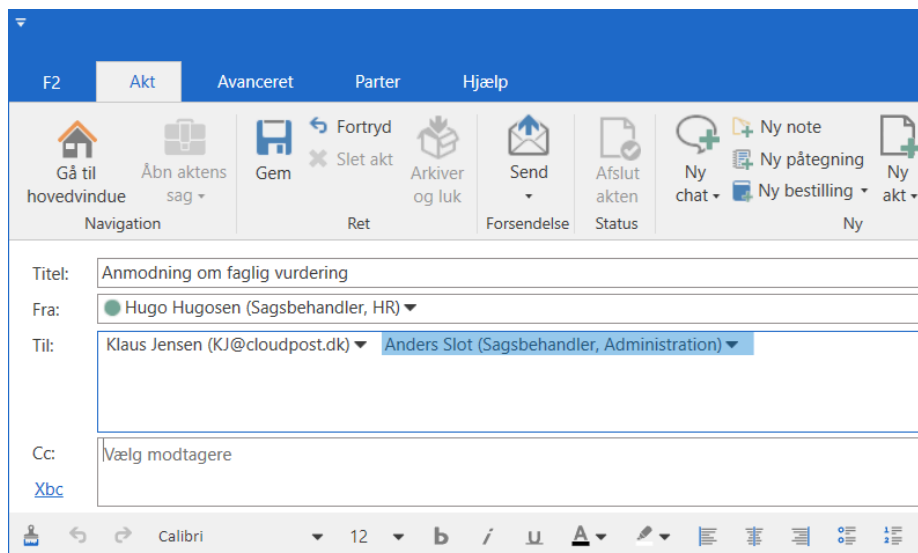 F2 Akt Avanceret Parter Hjælp
Gå til hovedvindue
Åbn aktens sag
Navigation
Gem
Fortryd
Slet akt
Arkiver og luk
Ret
Send
Forsendelse
Afslut akten
Status
Ny chat
Ny note
Ny påtegning
Ny bestilling
Ny akt
Ny
Titel: Anmodning om faglig vurdering
Fra: Hugo Hugosen (Sagsbehandler, HR)
Til: Klaus Jensen (KJ@cloudpost.dk) Anders Slot (Sagsbehandler, Administration)
Cc: Vælg modtagere
Xbc
Calibri 12 b i u A